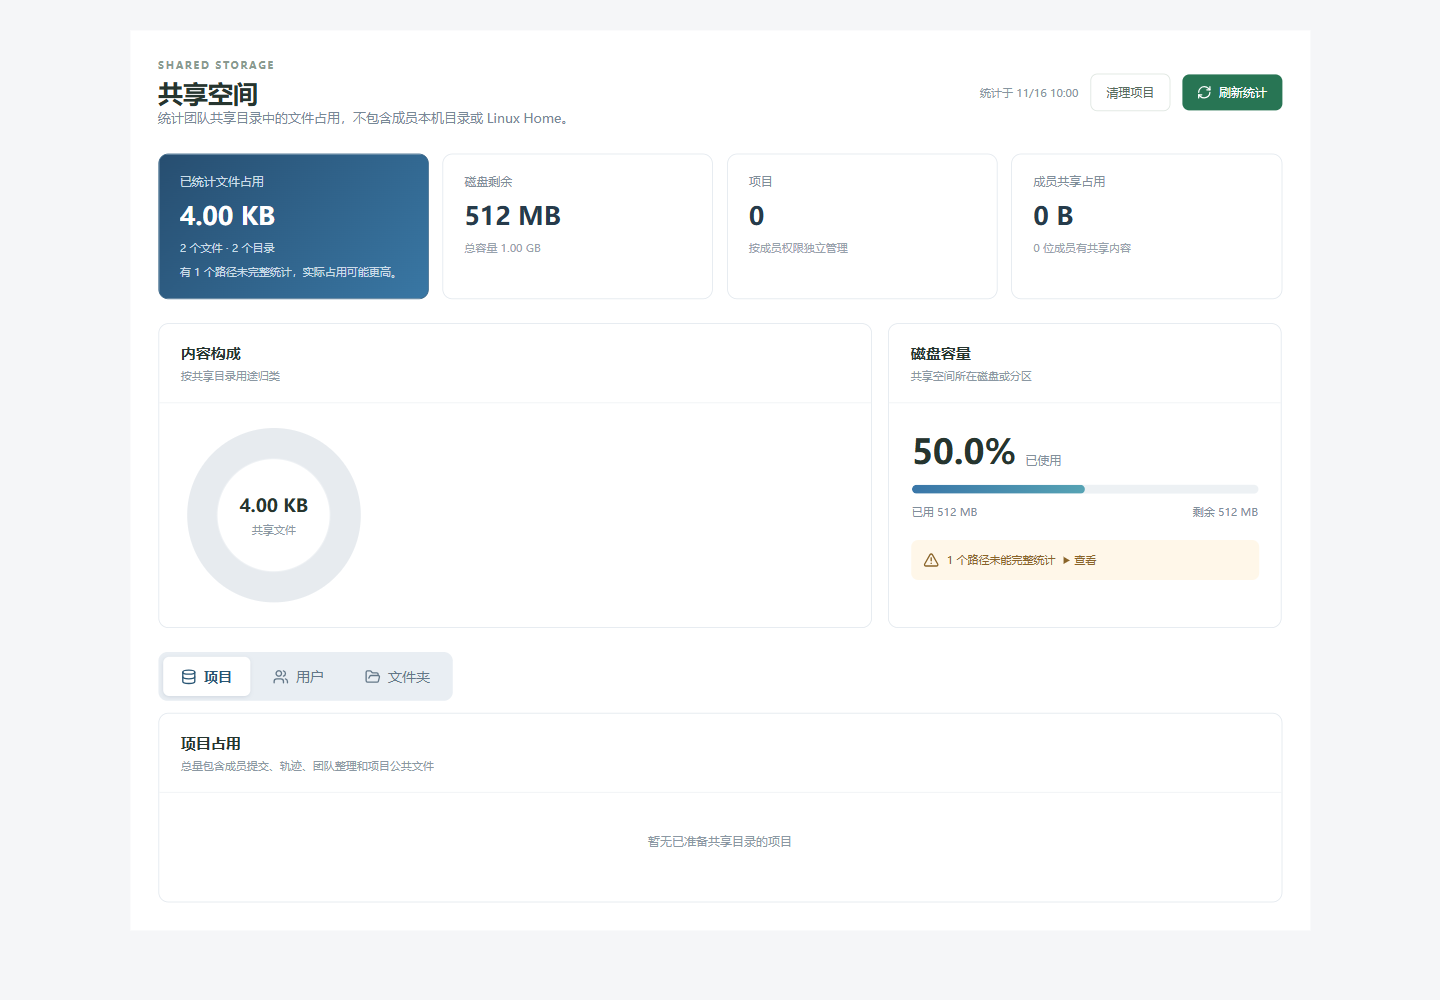 SHARED STORAGE
共享空间
统计团队共享目录中的文件占用，不包含成员本机目录或 Linux Home。
统计于 11/16 10:00
清理项目
刷新统计
已统计文件占用
4.00 KB
2 个文件 · 2 个目录
有 1 个路径未完整统计，实际占用可能更高。
磁盘剩余
512 MB
总容量 1.00 GB
项目
0
按成员权限独立管理
成员共享占用
0 B
0 位成员有共享内容
内容构成
按共享目录用途归类
4.00 KB
共享文件
磁盘容量
共享空间所在磁盘或分区
50.0% 已使用
已用 512 MB
剩余 512 MB
1 个路径未能完整统计 ▶ 查看
项目
用户
文件夹
项目占用
总量包含成员提交、轨迹、团队整理和项目公共文件
暂无已准备共享目录的项目